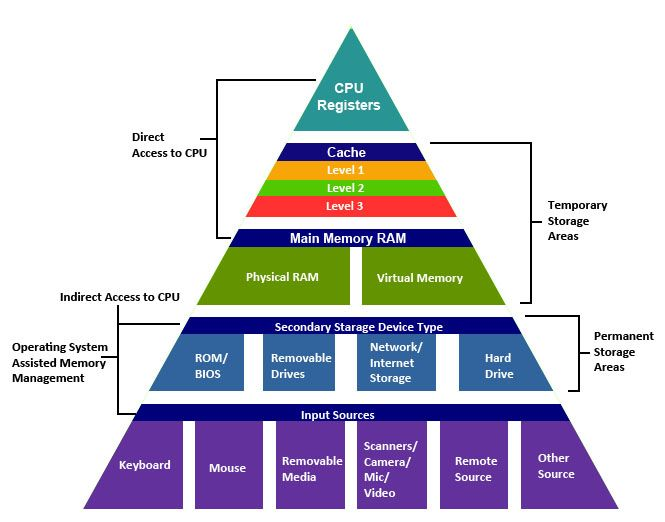 CPU
Registers
Direct
Access to CPU
Cache
Level 1
Level 2
Level 3
Temporary
Storage
Areas
Main Memory RAM
Physical RAM
Virtual Memory
Indirect Access to CPU
Secondary Starage Device Type
Operating System
Assisted Memory
Management
ROM/
BIOS
Removable
Drives
Network/
Internet
Storage
Hard
Drive
Permanent
Storage
Areas
Input Sources
Keyboard
Mouse
Removable
Media
Scanners/
Camera/
Mic/
Video
Remote
Source
Other
Source